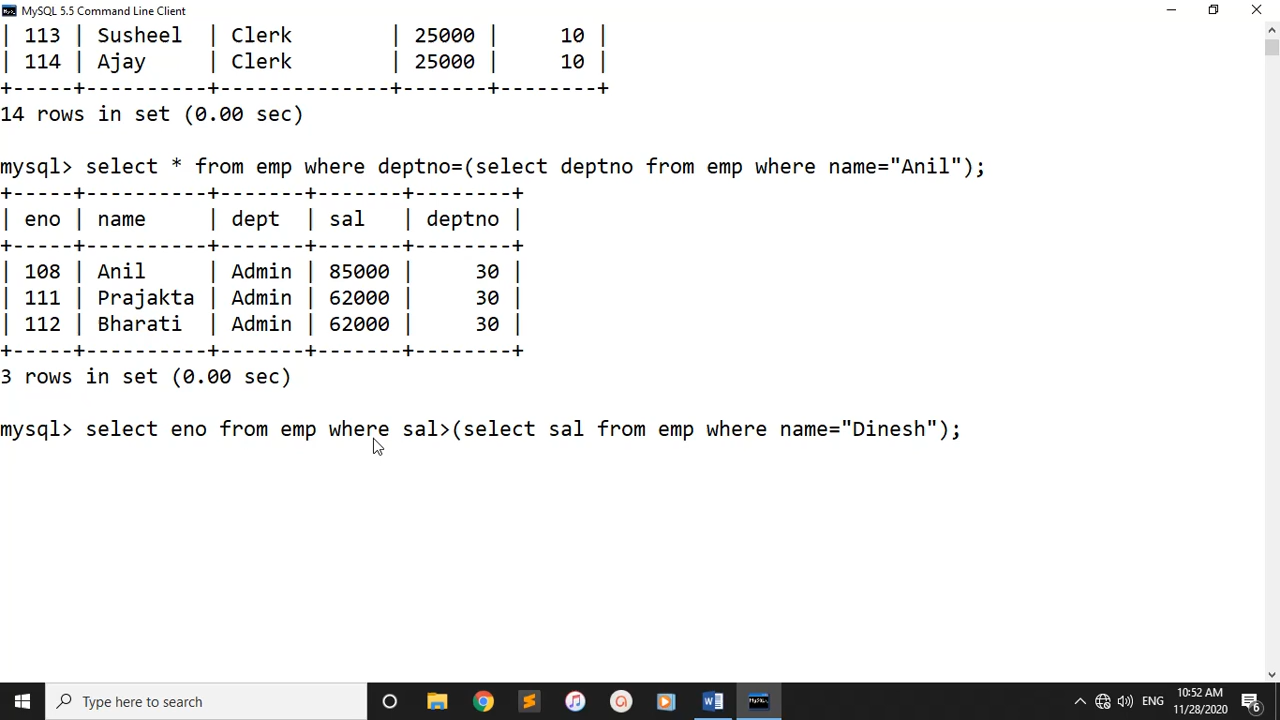 MySQL 5.5 Command Line Client
| 113 | Susheel  | Clerk        | 25000 |     10 |
| 114 | Ajay     | Clerk        | 25000 |     10 |
+-----+----------+--------------+-------+--------+
14 rows in set (0.00 sec)
mysql> select * from emp where deptno=(select deptno from emp where name="Anil");
+-----+----------+-------+-------+--------+
| eno | name     | dept  | sal   | deptno |
+-----+----------+-------+-------+--------+
| 108 | Anil     | Admin | 85000 |     30 |
| 111 | Prajakta | Admin | 62000 |     30 |
| 112 | Bharati  | Admin | 62000 |     30 |
+-----+----------+-------+-------+--------+
3 rows in set (0.00 sec)
mysql> select eno from emp where sal>(select sal from emp where name="Dinesh");
Type here to search
ENG
10:52 AM
11/28/2020
6